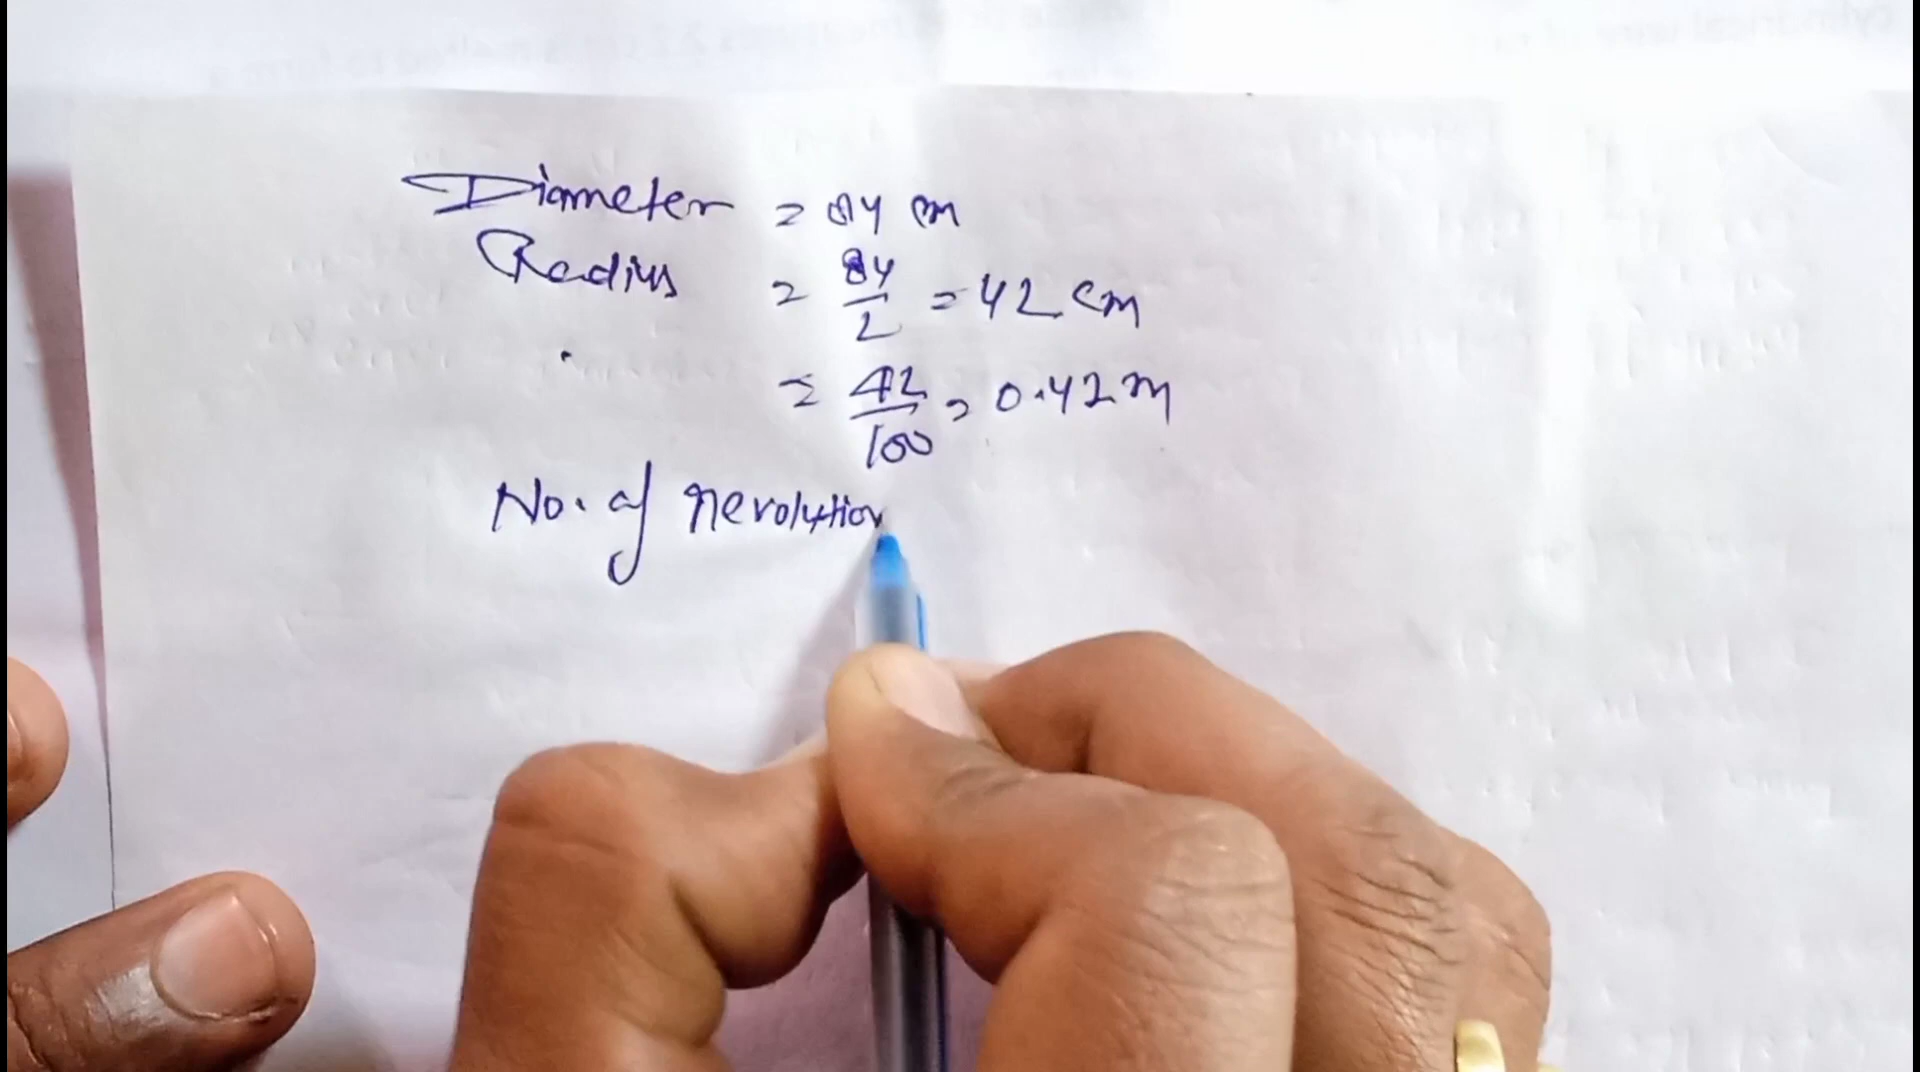 Diameter = 84 cm
Radius = 84/2 = 42 cm
= 42/100 = 0.42 m
No. of revolution